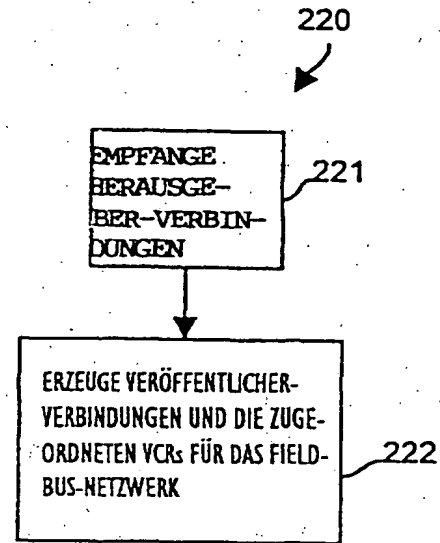 220
EMPFANGE
HERAUSGE-
BER-VERBIN-
DUNGEN
221
ERZEUGE VERÖFFENTLICHER-
VERBINDUNGEN UND DIE ZUGE-
ORDNETEN VCRs FÜR DAS FIELD-
BUS-NETZWERK
222